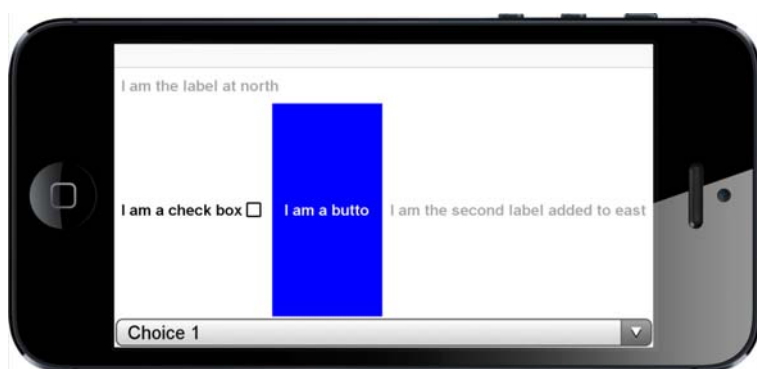 I am the label at north
I am a check box I am a butto I am the second label added to east
Choice 1